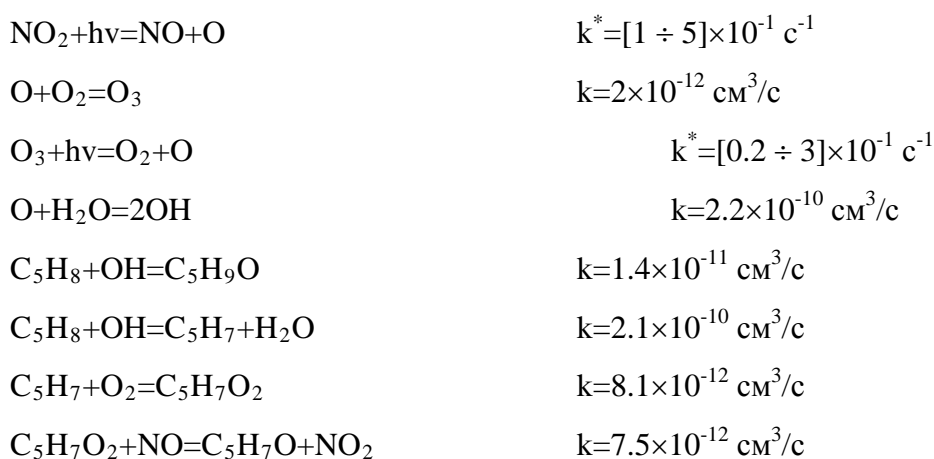 NO₂+hν=NO+O k*=[1 ÷ 5]×10⁻¹ c⁻¹
O+O₂=O₃ k=2×10⁻¹² см³/с
O₃+hν=O₂+O k*=[0.2 ÷ 3]×10⁻¹ c⁻¹
O+H₂O=2OH k=2.2×10⁻¹⁰ см³/с
C₅H₈+OH=C₅H₉O k=1.4×10⁻¹¹ см³/с
C₅H₈+OH=C₅H₇+H₂O k=2.1×10⁻¹⁰ см³/с
C₅H₇+O₂=C₅H₇O₂ k=8.1×10⁻¹² см³/с
C₅H₇O₂+NO=C₅H₇O+NO₂ k=7.5×10⁻¹² см³/с